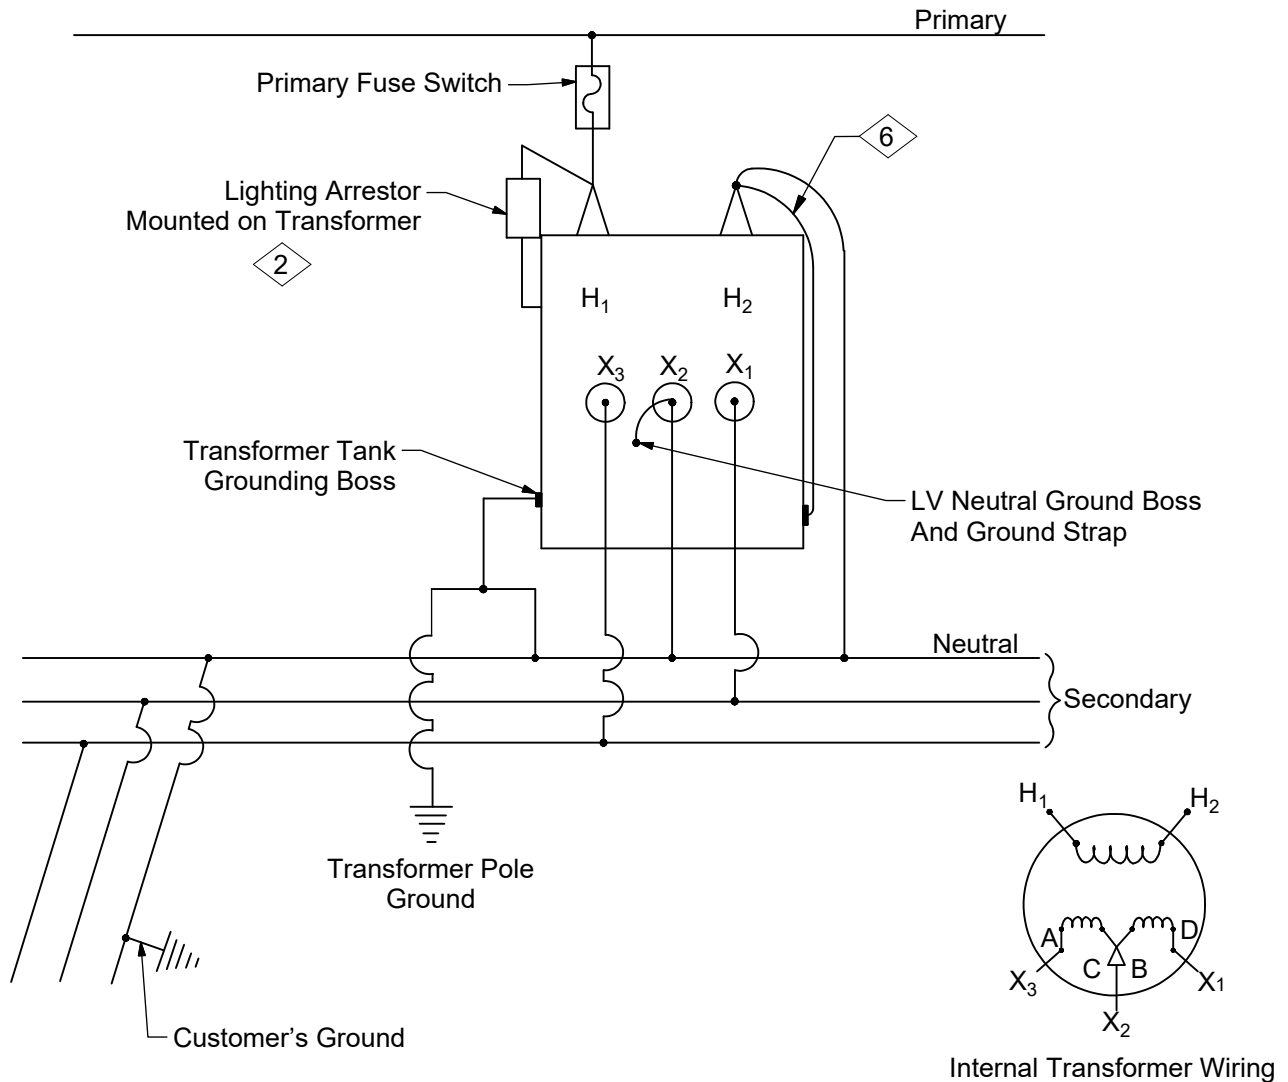 Primary
Primary Fuse Switch
6
Lighting Arrestor
Mounted on Transformer
2
H1
H2
X3
X2
X1
Transformer Tank
Grounding Boss
LV Neutral Ground Boss
And Ground Strap
Neutral
Secondary
Transformer Pole
Ground
Customer’s Ground
H1
H2
A
D
C
B
X3
X1
X2
Internal Transformer Wiring